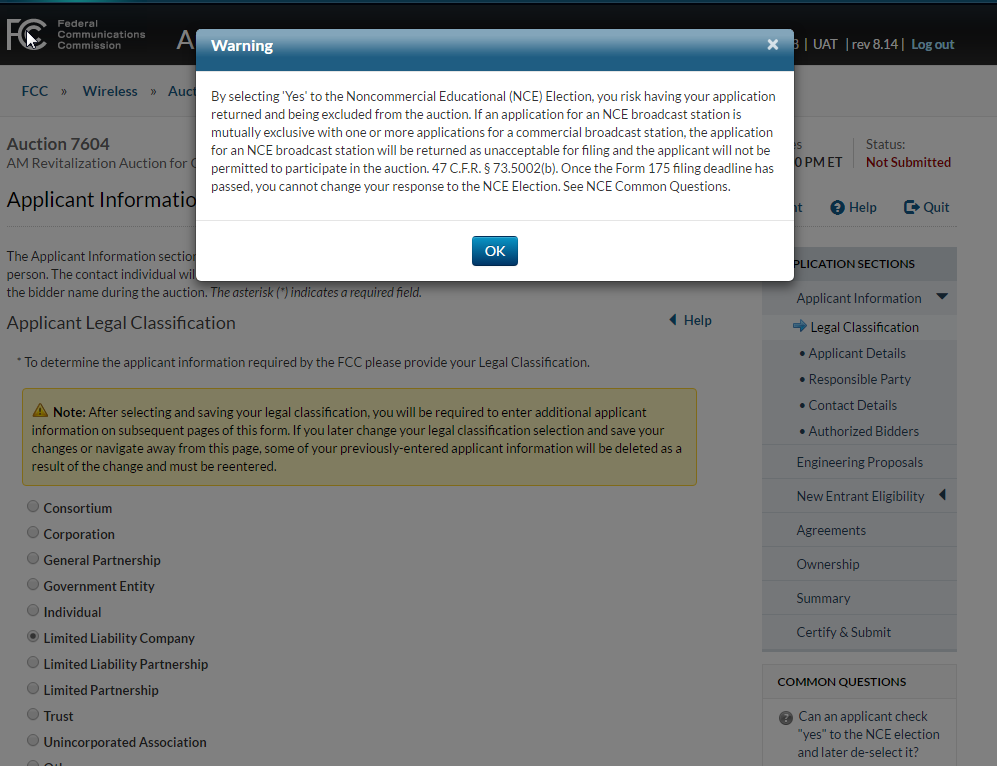 Federal
Communications
Commission
FCC
A
8 | UAT | rev 8.14 | Log out
Warning
×
By selecting 'Yes' to the Noncommercial Educational (NCE) Election, you risk having your application
returned and being excluded from the auction. If an application for an NCE broadcast station is
mutually exclusive with one or more applications for a commercial broadcast station, the application
for an NCE broadcast station will be returned as unacceptable for filing and the applicant will not be
permitted to participate in the auction. 47 C.F.R. § 73.5002(b). Once the Form 175 filing deadline has
passed, you cannot change your response to the NCE Election. See NCE Common Questions.
OK
FCC » Wireless » Auct
Auction 7604
AM Revitalization Auction for C
es
0 PM ET
Status:
Not Submitted
Applicant Informatio
nt
Help
Quit
The Applicant Information section
person. The contact individual wil
the bidder name during the auction. The asterisk (*) indicates a required field.
Applicant Legal Classification
Help
* To determine the applicant information required by the FCC please provide your Legal Classification.
Note: After selecting and saving your legal classification, you will be required to enter additional applicant
information on subsequent pages of this form. If you later change your legal classification selection and save your
changes or navigate away from this page, some of your previously-entered applicant information will be deleted as a
result of the change and must be reentered.
Consortium
Corporation
General Partnership
Government Entity
Individual
Limited Liability Company
Limited Liability Partnership
Limited Partnership
Trust
Unincorporated Association
PLICATION SECTIONS
Applicant Information
Legal Classification
• Applicant Details
• Responsible Party
• Contact Details
• Authorized Bidders
Engineering Proposals
New Entrant Eligibility
Agreements
Ownership
Summary
Certify & Submit
COMMON QUESTIONS
? Can an applicant check
"yes" to the NCE election
and later de-select it?